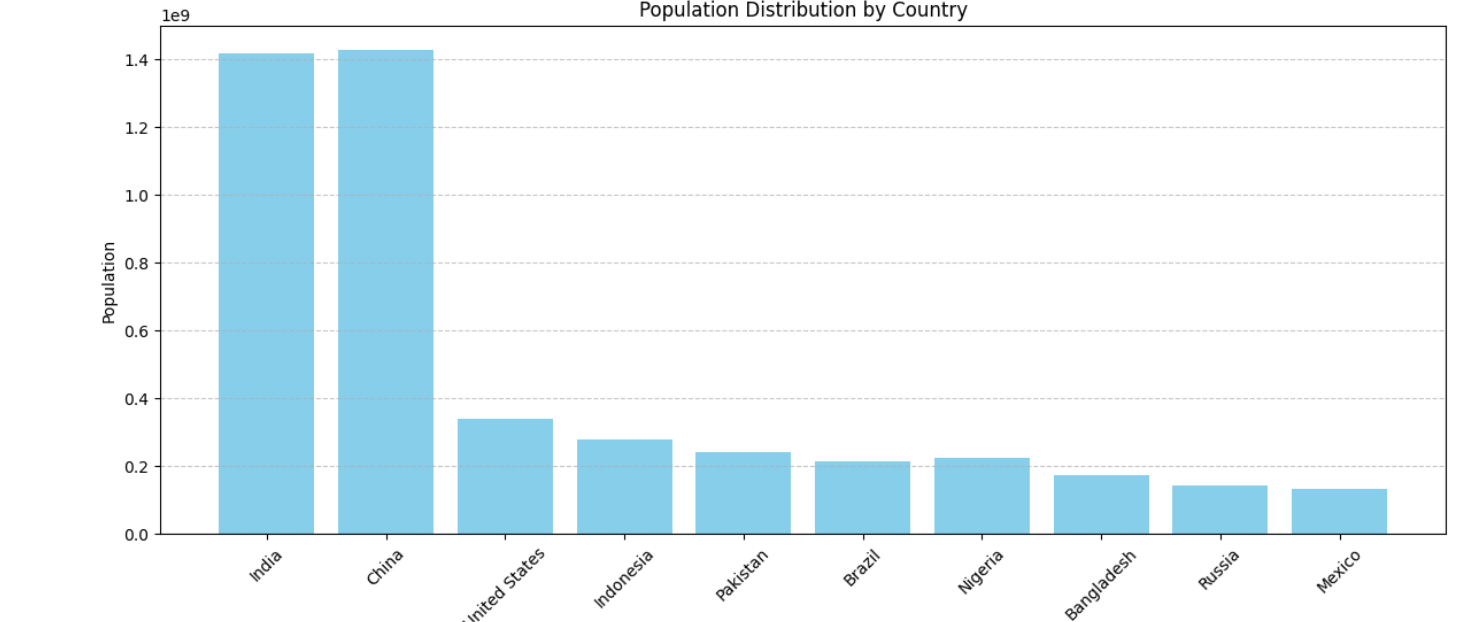 Population Distribution by Country
1e9
Population
1.4
1.2
1.0
0.8
0.6
0.4
0.2
0.0
India
China
United States
Indonesia
Pakistan
Brazil
Nigeria
Bangladesh
Russia
Mexico